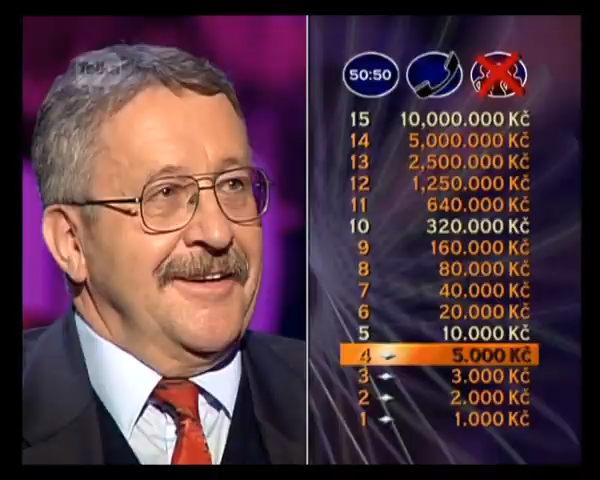 50:50
15 10,000.000 Kč
14 5,000.000 Kč
13 2,500.000 Kč
12 1,250.000 Kč
11 640.000 Kč
10 320.000 Kč
9 160.000 Kč
8 80.000 Kč
7 40.000 Kč
6 20.000 Kč
5 10.000 Kč
4 5.000 Kč
3 3.000 Kč
2 2.000 Kč
1 1.000 Kč